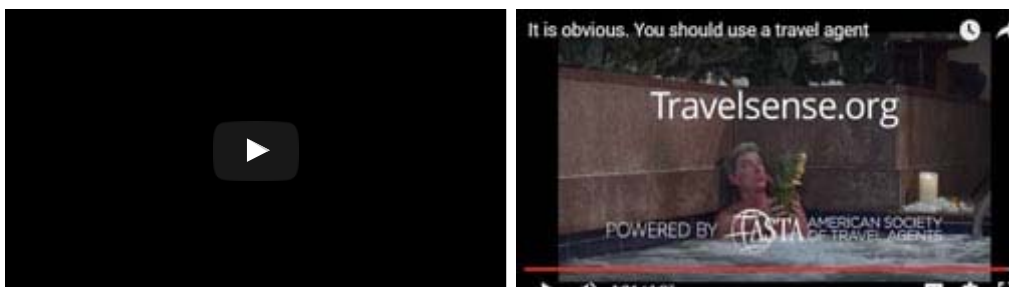 It is obvious. You should use a travel agent
Travelsense.org
POWERED BY ASTA AMERICAN SOCIETY
OF TRAVEL AGENTS